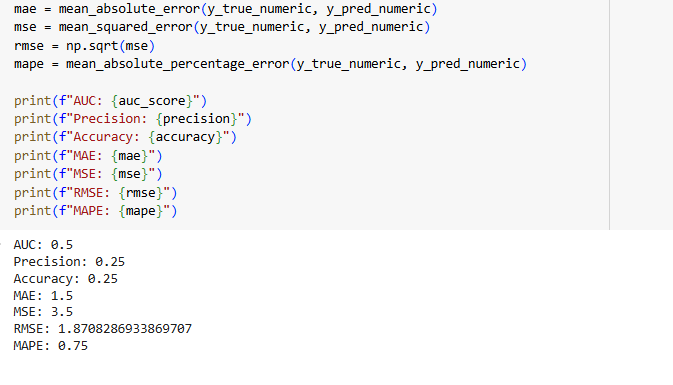 mae = mean_absolute_error(y_true_numeric, y_pred_numeric)
mse = mean_squared_error(y_true_numeric, y_pred_numeric)
rmse = np.sqrt(mse)
mape = mean_absolute_percentage_error(y_true_numeric, y_pred_numeric)
print(f"AUC: {auc_score}")
print(f"Precision: {precision}")
print(f"Accuracy: {accuracy}")
print(f"MAE: {mae}")
print(f"MSE: {mse}")
print(f"RMSE: {rmse}")
print(f"MAPE: {mape}")
AUC: 0.5
Precision: 0.25
Accuracy: 0.25
MAE: 1.5
MSE: 3.5
RMSE: 1.8708286933869707
MAPE: 0.75